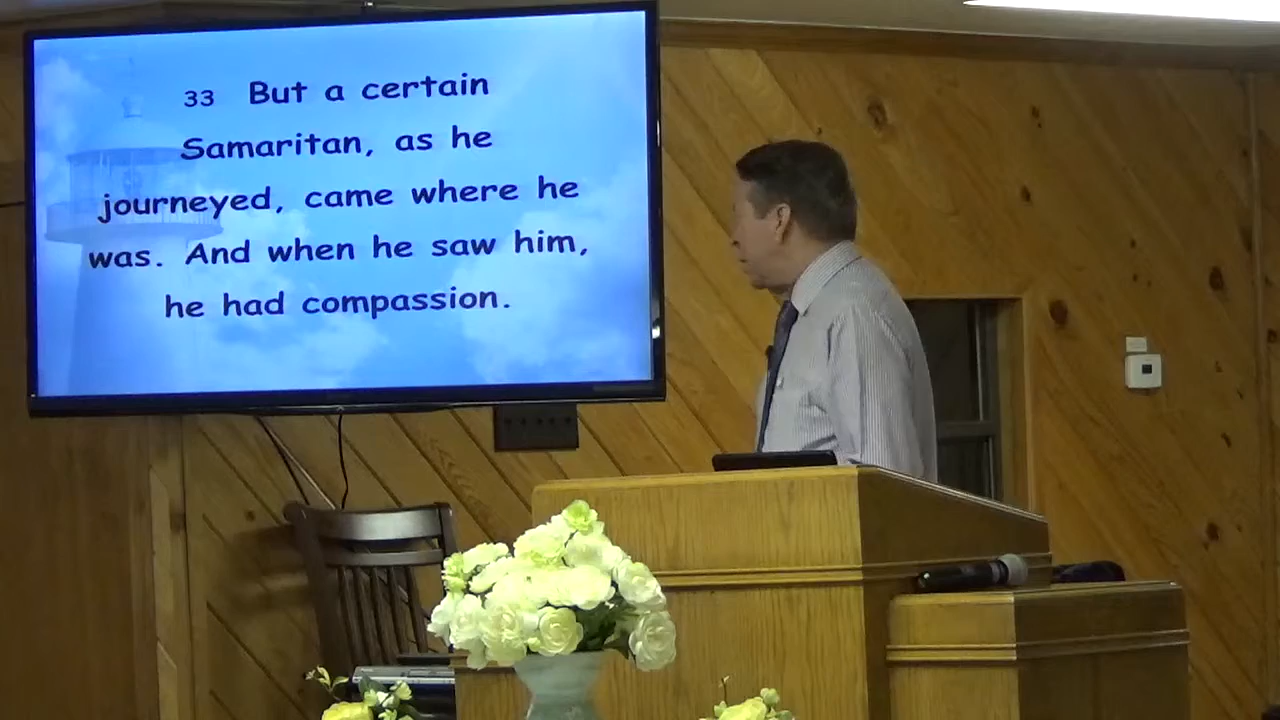 33 But a certain
Samaritan, as he
journeyed, came where he
was. And when he saw him,
he had compassion.